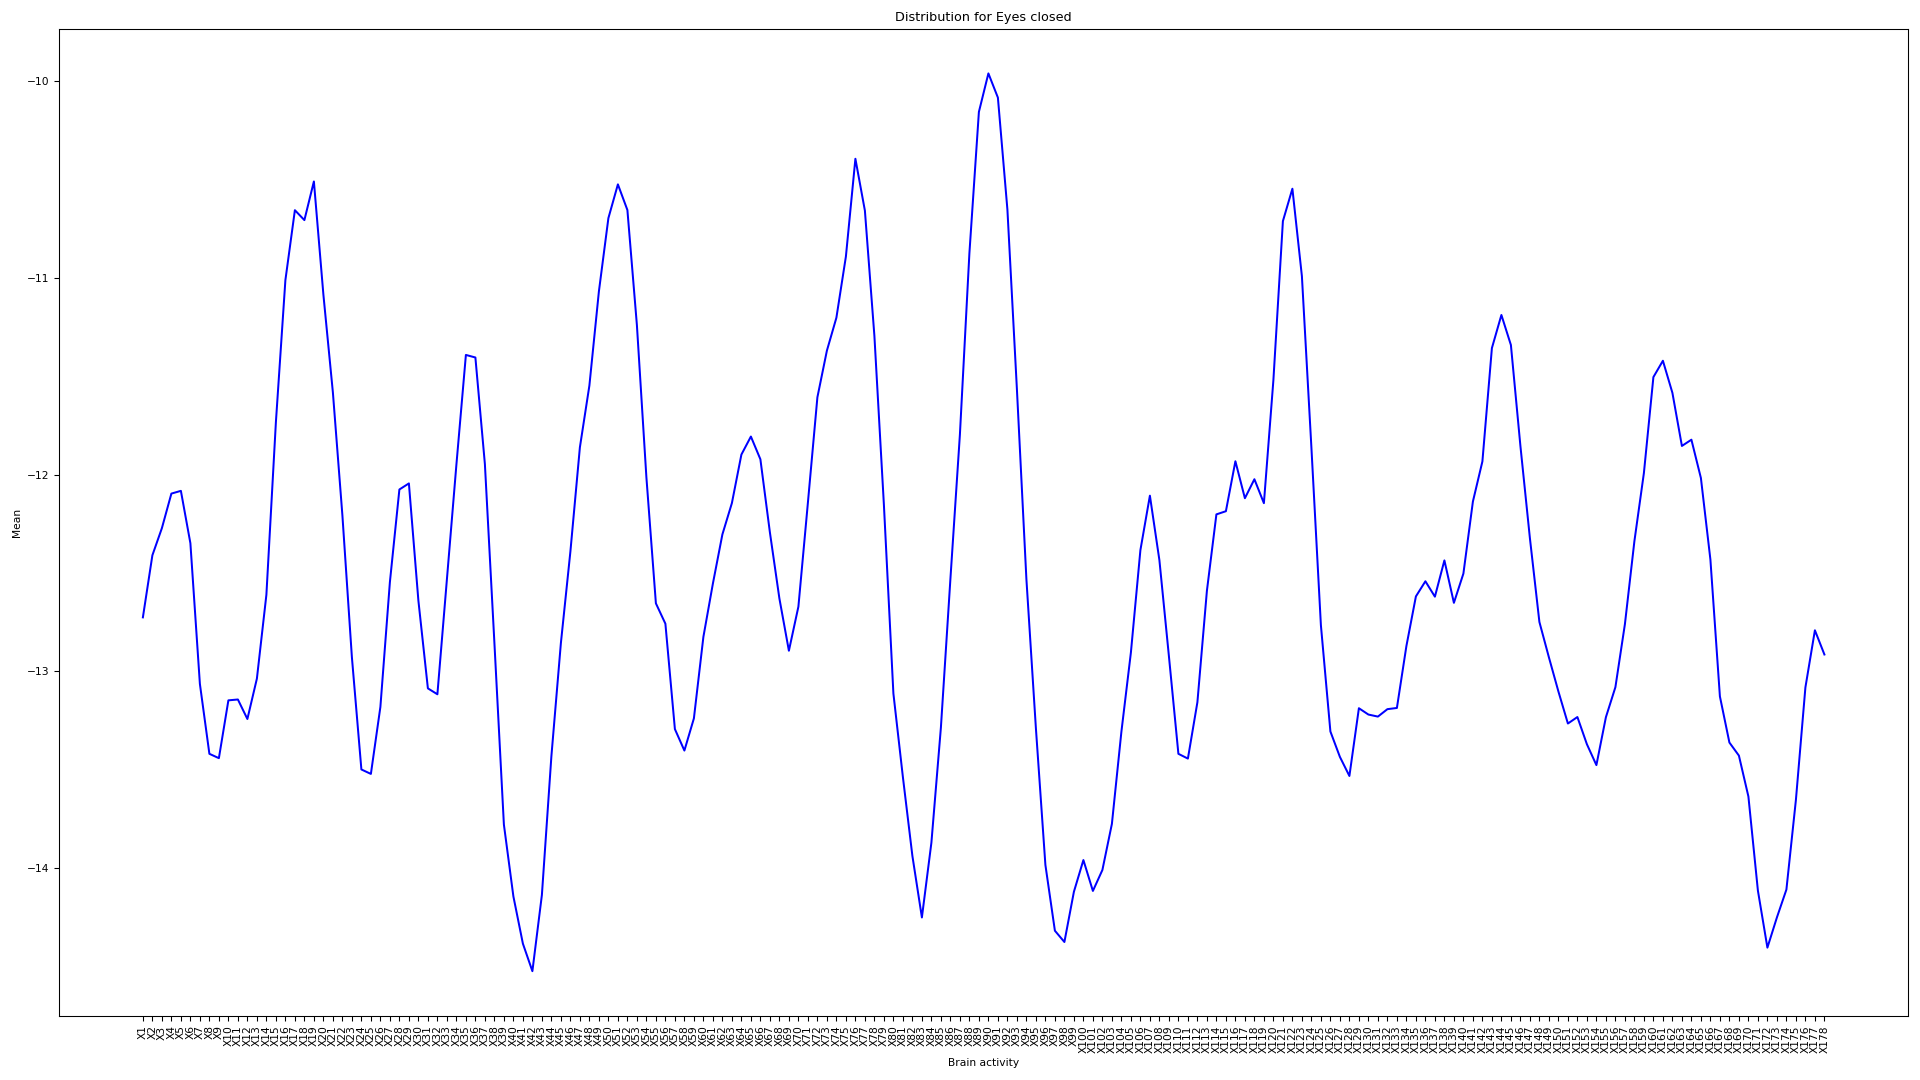 Distribution for Eyes closed
−10
−11
−12
−13
−14
Mean
X1 X2 X3 X4 X5 X6 X7 X8 X9 X10 X11 X12 X13 X14 X15 X16 X17 X18 X19 X20 X21 X22 X23 X24 X25 X26 X27 X28 X29 X30 X31 X32 X33 X34 X35 X36 X37 X38 X39 X40 X41 X42 X43 X44 X45 X46 X47 X48 X49 X50 X51 X52 X53 X54 X55 X56 X57 X58 X59 X60 X61 X62 X63 X64 X65 X66 X67 X68 X69 X70 X71 X72 X73 X74 X75 X76 X77 X78 X79 X80 X81 X82 X83 X84 X85 X86 X87 X88 X89 X90 X91 X92 X93 X94 X95 X96 X97 X98 X99 X100 X101 X102 X103 X104 X105 X106 X107 X108 X109 X110 X111 X112 X113 X114 X115 X116 X117 X118 X119 X120 X121 X122 X123 X124 X125 X126 X127 X128 X129 X130 X131 X132 X133 X134 X135 X136 X137 X138 X139 X140 X141 X142 X143 X144 X145 X146 X147 X148 X149 X150 X151 X152 X153 X154 X155 X156 X157 X158 X159 X160 X161 X162 X163 X164 X165 X166 X167 X168 X169 X170 X171 X172 X173 X174 X175 X176 X177 X178
Brain activity